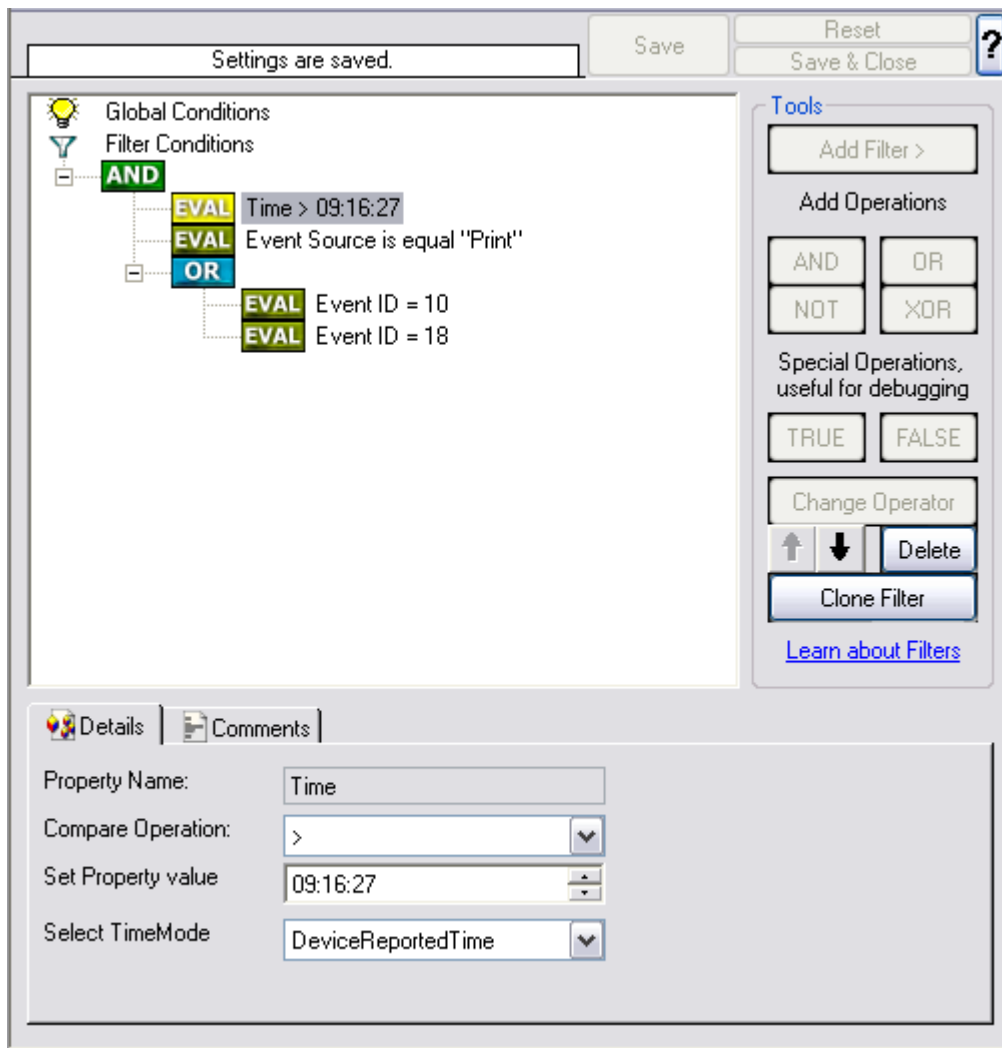 Settings are saved.
Save
Reset
Save & Close
?
Global Conditions
Filter Conditions
AND
EVAL Time > 09:16:27
EVAL Event Source is equal "Print"
OR
EVAL Event ID = 10
EVAL Event ID = 18
Tools
Add Filter >
Add Operations
AND OR
NOT XOR
Special Operations,
useful for debugging
TRUE FALSE
Change Operator
Delete
Clone Filter
Learn about Filters
Details Comments
Property Name: Time
Compare Operation: >
Set Property value 09:16:27
Select TimeMode DeviceReportedTime